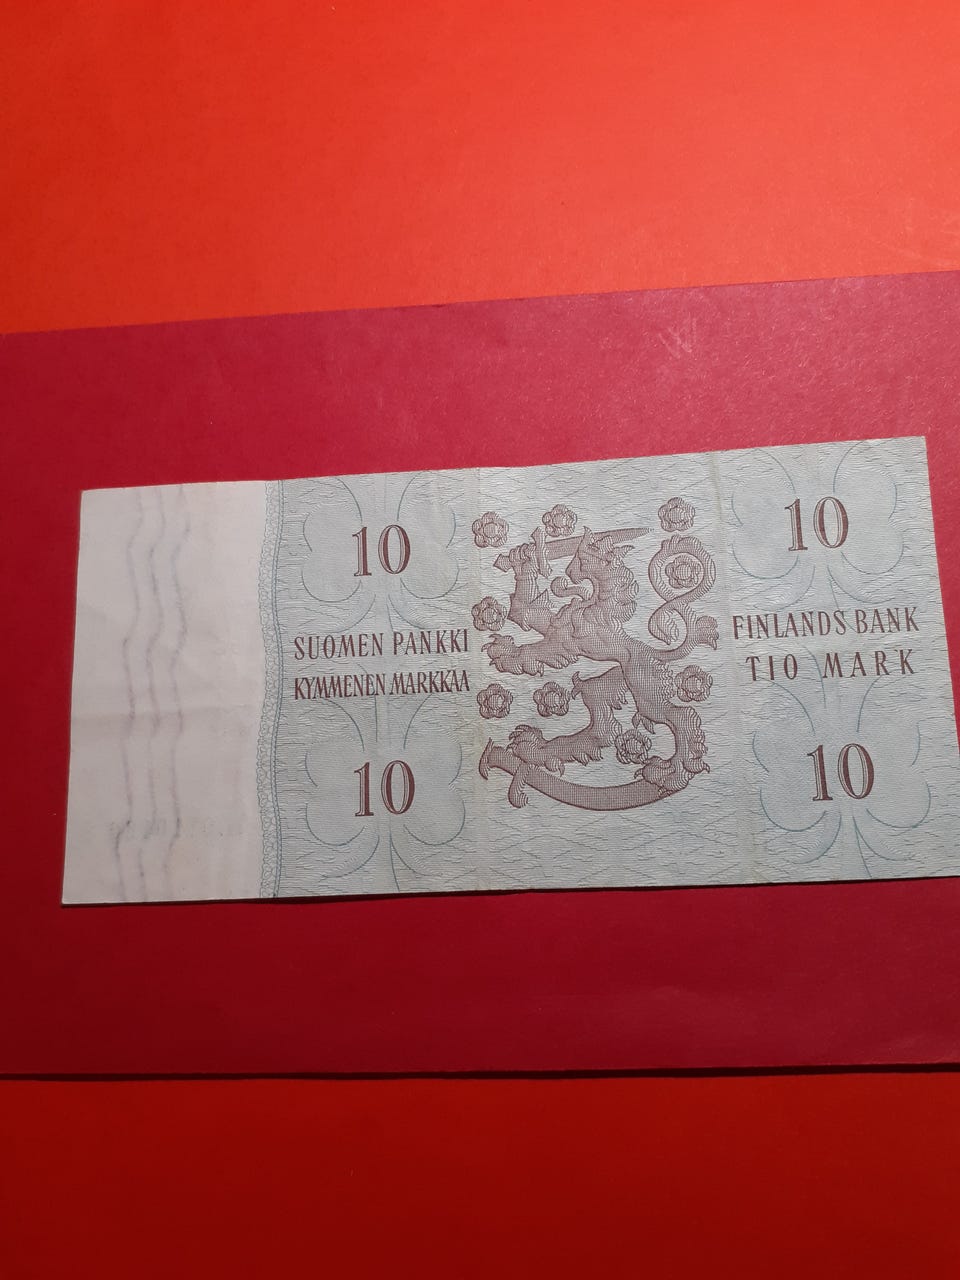 10
10
SUOMEN PANKKI
KYMMENEN MARKKAA
FINLANDS BANK
TIO MARK
10
10